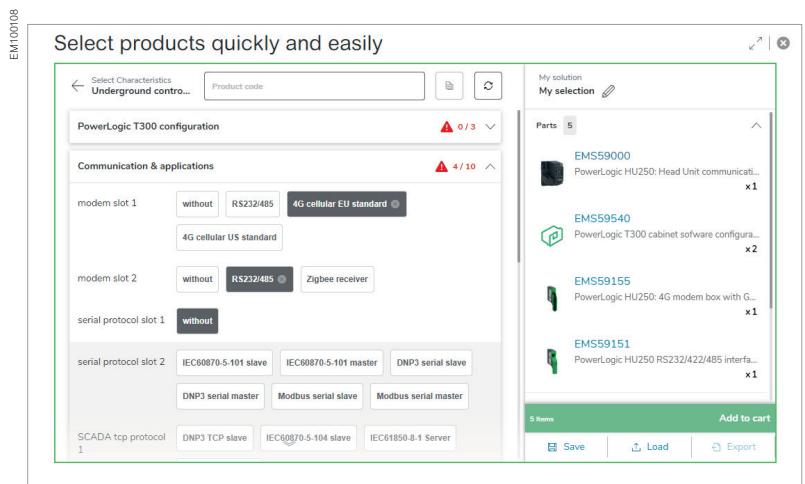 EM100108
Select products quickly and easily
Select Characteristics
Underground contro...
Product code
PowerLogic T300 configuration
0 / 3
Communication & applications
4 / 10
modem slot 1
without
RS232/485
4G cellular EU standard
4G cellular US standard
modem slot 2
without
RS232/485
Zigbee receiver
serial protocol slot 1
without
serial protocol slot 2
IEC60870-5-101 slave
IEC60870-5-101 master
DNP3 serial slave
DNP3 serial master
Modbus serial slave
Modbus serial master
SCADA tcp protocol
1
DNP3 TCP slave
IEC60870-5-104 slave
IEC61850-8-1 Server
My solution
My selection
Parts 5
EMS59000
PowerLogic HU250: Head Unit communicati...
x1
EMS59540
PowerLogic T300 cabinet sofware configura...
x2
EMS59155
PowerLogic HU250: 4G modem box with G...
x1
EMS59151
PowerLogic HU250 RS232/422/485 interfa...
x1
5 Items
Add to cart
Save
Load
Export